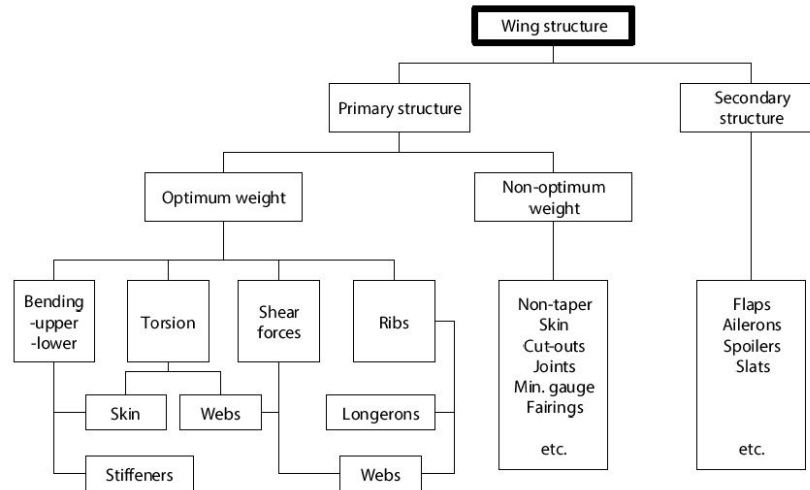 Wing structure
Primary structure
Secondary
structure
Optimum weight
Non-optimum
weight
Bending
-upper
-lower
Torsion
Shear
forces
Ribs
Non-taper
Skin
Cut-outs
Joints
Min. gauge
Fairings
etc.
Flaps
Ailerons
Spoilers
Slats
etc.
Skin
Webs
Longerons
Stiffeners
Webs